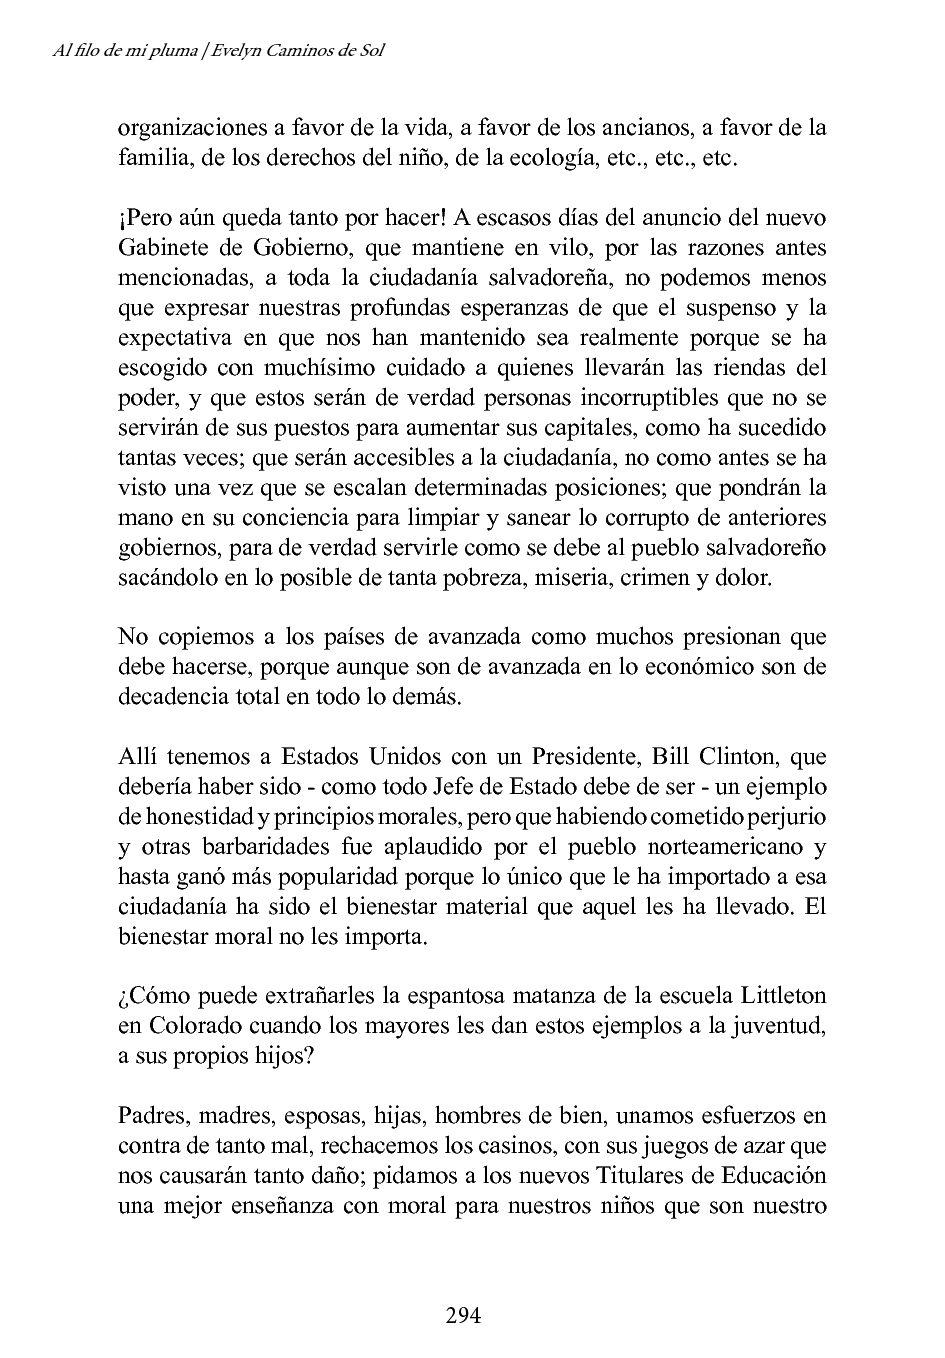 Al filo de mi pluma | Evelyn Caminos de Sol
organizaciones a favor de la vida, a favor de los ancianos, a favor de la
familia, de los derechos del niño, de la ecología, etc., etc., etc.
¡Pero aún queda tanto por hacer! A escasos días del anuncio del nuevo
Gabinete de Gobierno, que mantiene en vilo, por las razones antes
mencionadas, a toda la ciudadanía salvadoreña, no podemos menos
que expresar nuestras profundas esperanzas de que el suspenso y la
expectativa en que nos han mantenido sea realmente porque se ha
escogido con muchísimo cuidado a quienes llevarán las riendas del
poder, y que estos serán de verdad personas incorruptibles que no se
servirán de sus puestos para aumentar sus capitales, como ha sucedido
tantas veces; que serán accesibles a la ciudadanía, no como antes se ha
visto una vez que se escalan determinadas posiciones; que pondrán la
mano en su conciencia para limpiar y sanear lo corrupto de anteriores
gobiernos, para de verdad servirle como se debe al pueblo salvadoreño
sacándolo en lo posible de tanta pobreza, miseria, crimen y dolor.
No copiemos a los países de avanzada como muchos presionan que
debe hacerse, porque aunque son de avanzada en lo económico son de
decadencia total en todo lo demás.
Allí tenemos a Estados Unidos con un Presidente, Bill Clinton, que
debería haber sido - como todo Jefe de Estado debe de ser - un ejemplo
de honestidad y principios morales, pero que habiendo cometido perjurio
y otras barbaridades fue aplaudido por el pueblo norteamericano y
hasta ganó más popularidad porque lo único que le ha importado a esa
ciudadanía ha sido el bienestar material que aquel les ha llevado. El
bienestar moral no les importa.
¿Cómo puede extrañarles la espantosa matanza de la escuela Littleton
en Colorado cuando los mayores les dan estos ejemplos a la juventud,
a sus propios hijos?
Padres, madres, esposas, hijas, hombres de bien, unamos esfuerzos en
contra de tanto mal, rechacemos los casinos, con sus juegos de azar que
nos causarán tanto daño; pidamos a los nuevos Titulares de Educación
una mejor enseñanza con moral para nuestros niños que son nuestro
294